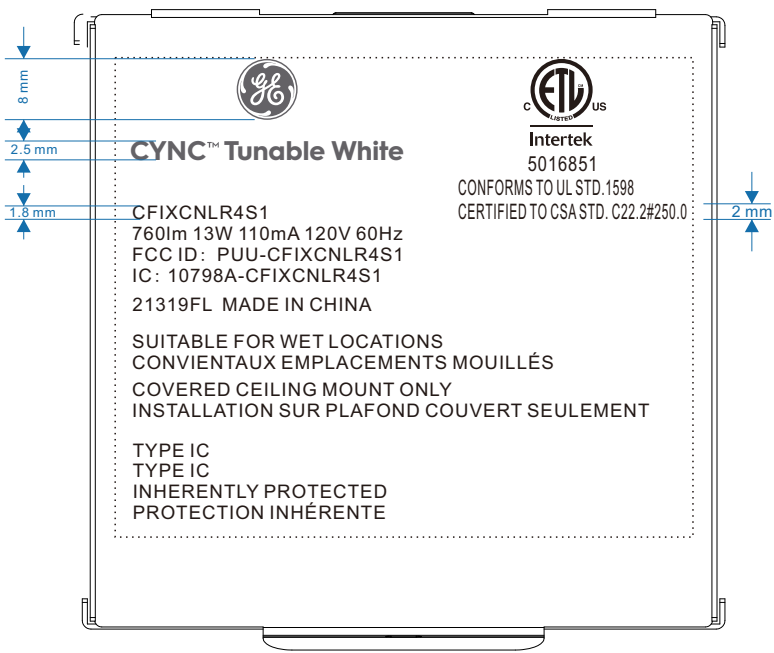 8 mm
GE
C ETL CM US
LISTED
Intertek
2.5 mm
CYNC™ Tunable White
5016851
CONFORMS TO UL STD.1598
1.8 mm
CFIXCNLR4S1
CERTIFIED TO CSA STD. C22.2#250.0
2 mm
760lm 13W 110mA 120V 60Hz
FCC ID: PUU-CFIXCNLR4S1
IC: 10798A-CFIXCNLR4S1
21319FL MADE IN CHINA
SUITABLE FOR WET LOCATIONS
CONVIENTAUX EMPLACEMENTS MOUILLÉS
COVERED CEILING MOUNT ONLY
INSTALLATION SUR PLAFOND COUVERT SEULEMENT
TYPE IC
TYPE IC
INHERENTLY PROTECTED
PROTECTION INHÉRENTE